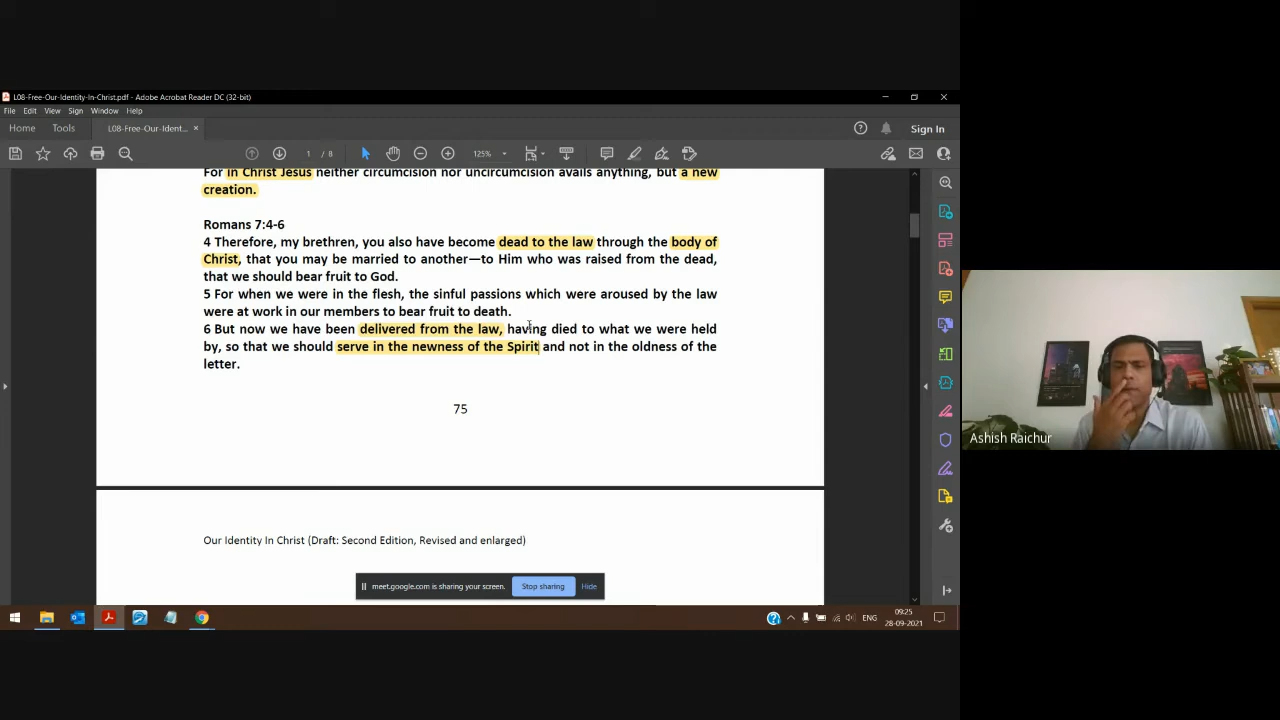 L08-Free-Our-Identity-In-Christ.pdf - Adobe Acrobat Reader DC (32-bit)
File Edit View Sign Window Help
Home Tools L08-Free-Our-Ident... × Sign In
1 / 8 125%
For in Christ Jesus neither circumcision nor uncircumcision avails anything, but a new
creation.
Romans 7:4-6
4 Therefore, my brethren, you also have become dead to the law through the body of
Christ, that you may be married to another—to Him who was raised from the dead,
that we should bear fruit to God.
5 For when we were in the flesh, the sinful passions which were aroused by the law
were at work in our members to bear fruit to death.
6 But now we have been delivered from the law, having died to what we were held
by, so that we should serve in the newness of the Spirit and not in the oldness of the
letter.
75
Ashish Raichur
Our Identity In Christ (Draft: Second Edition, Revised and enlarged)
meet.google.com is sharing your screen. Stop sharing Hide
ENG 09:25
28-09-2021